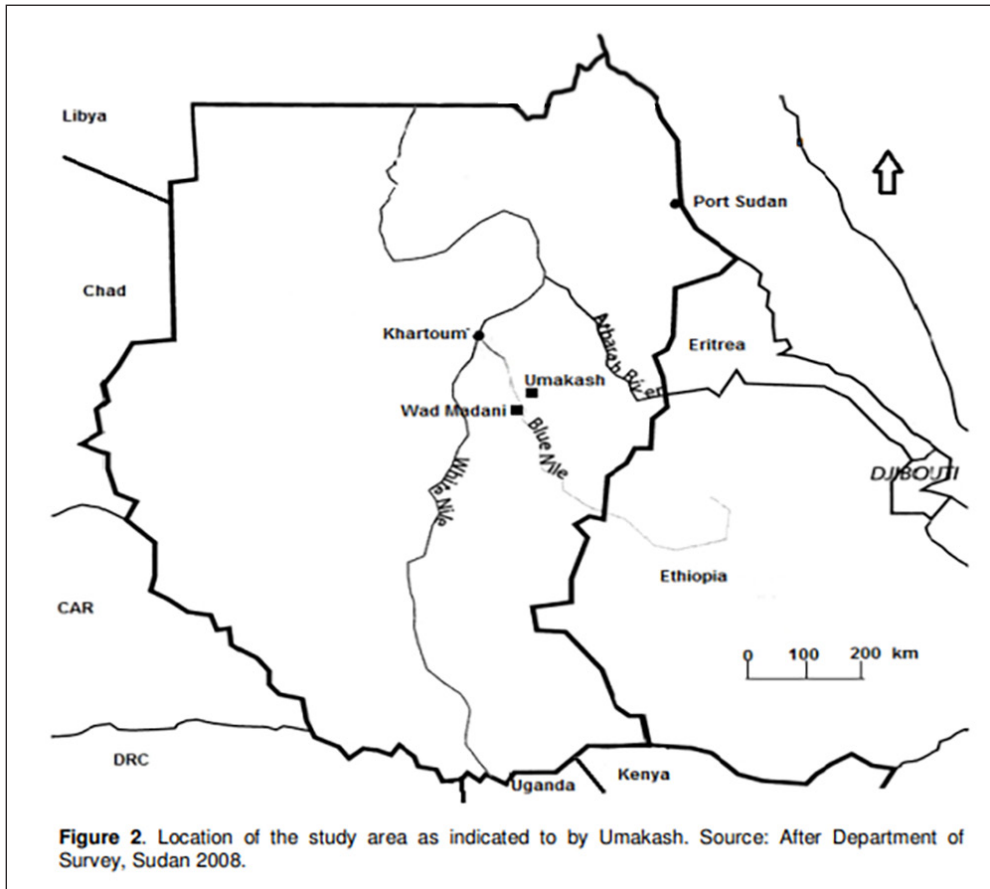 Libya
Port Sudan
Chad
Khartoum
Atbarah River
Eritrea
Umakash
Wad Madani
Blue Nile
White Nile
DJIBOUTI
Ethiopia
CAR
0 100 200 km
DRC
Uganda
Kenya
Figure 2. Location of the study area as indicated to by Umakash. Source: After Department of
Survey, Sudan 2008.